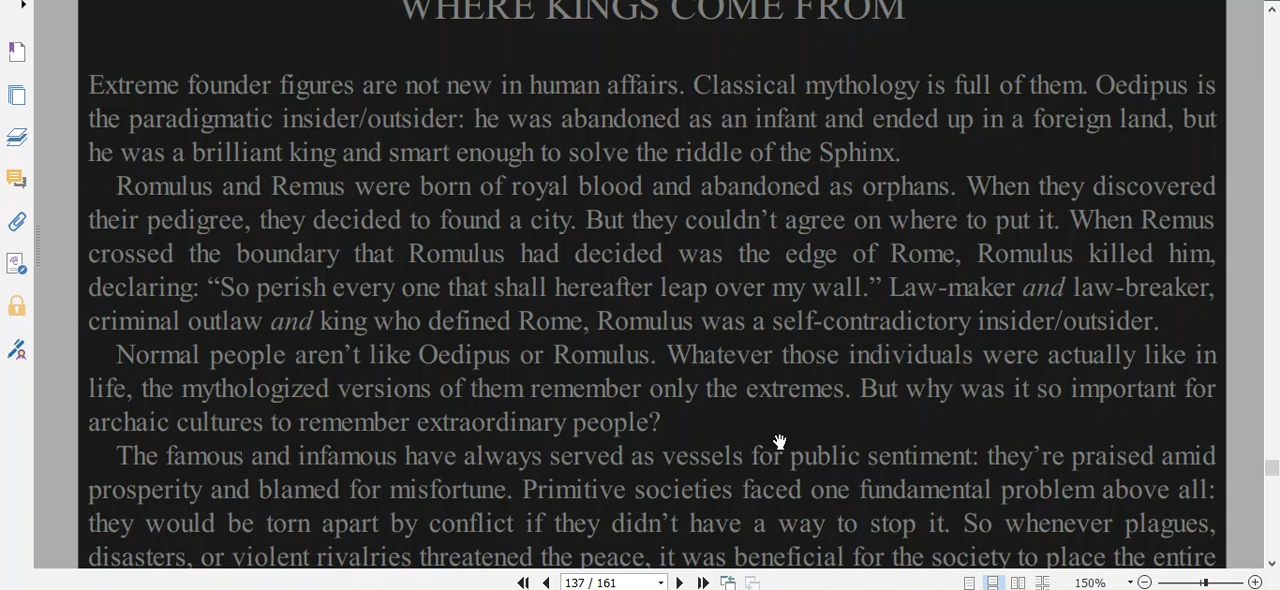 WHERE KINGS COME FROM
Extreme founder figures are not new in human affairs. Classical mythology is full of them. Oedipus is
the paradigmatic insider/outsider: he was abandoned as an infant and ended up in a foreign land, but
he was a brilliant king and smart enough to solve the riddle of the Sphinx.
Romulus and Remus were born of royal blood and abandoned as orphans. When they discovered
their pedigree, they decided to found a city. But they couldn’t agree on where to put it. When Remus
crossed the boundary that Romulus had decided was the edge of Rome, Romulus killed him,
declaring: “So perish every one that shall hereafter leap over my wall.” Law-maker and law-breaker,
criminal outlaw and king who defined Rome, Romulus was a self-contradictory insider/outsider.
Normal people aren’t like Oedipus or Romulus. Whatever those individuals were actually like in
life, the mythologized versions of them remember only the extremes. But why was it so important for
archaic cultures to remember extraordinary people?
The famous and infamous have always served as vessels for public sentiment: they’re praised amid
prosperity and blamed for misfortune. Primitive societies faced one fundamental problem above all:
they would be torn apart by conflict if they didn’t have a way to stop it. So whenever plagues,
disasters, or violent rivalries threatened the peace, it was beneficial for the society to place the entire
137 / 161
150%